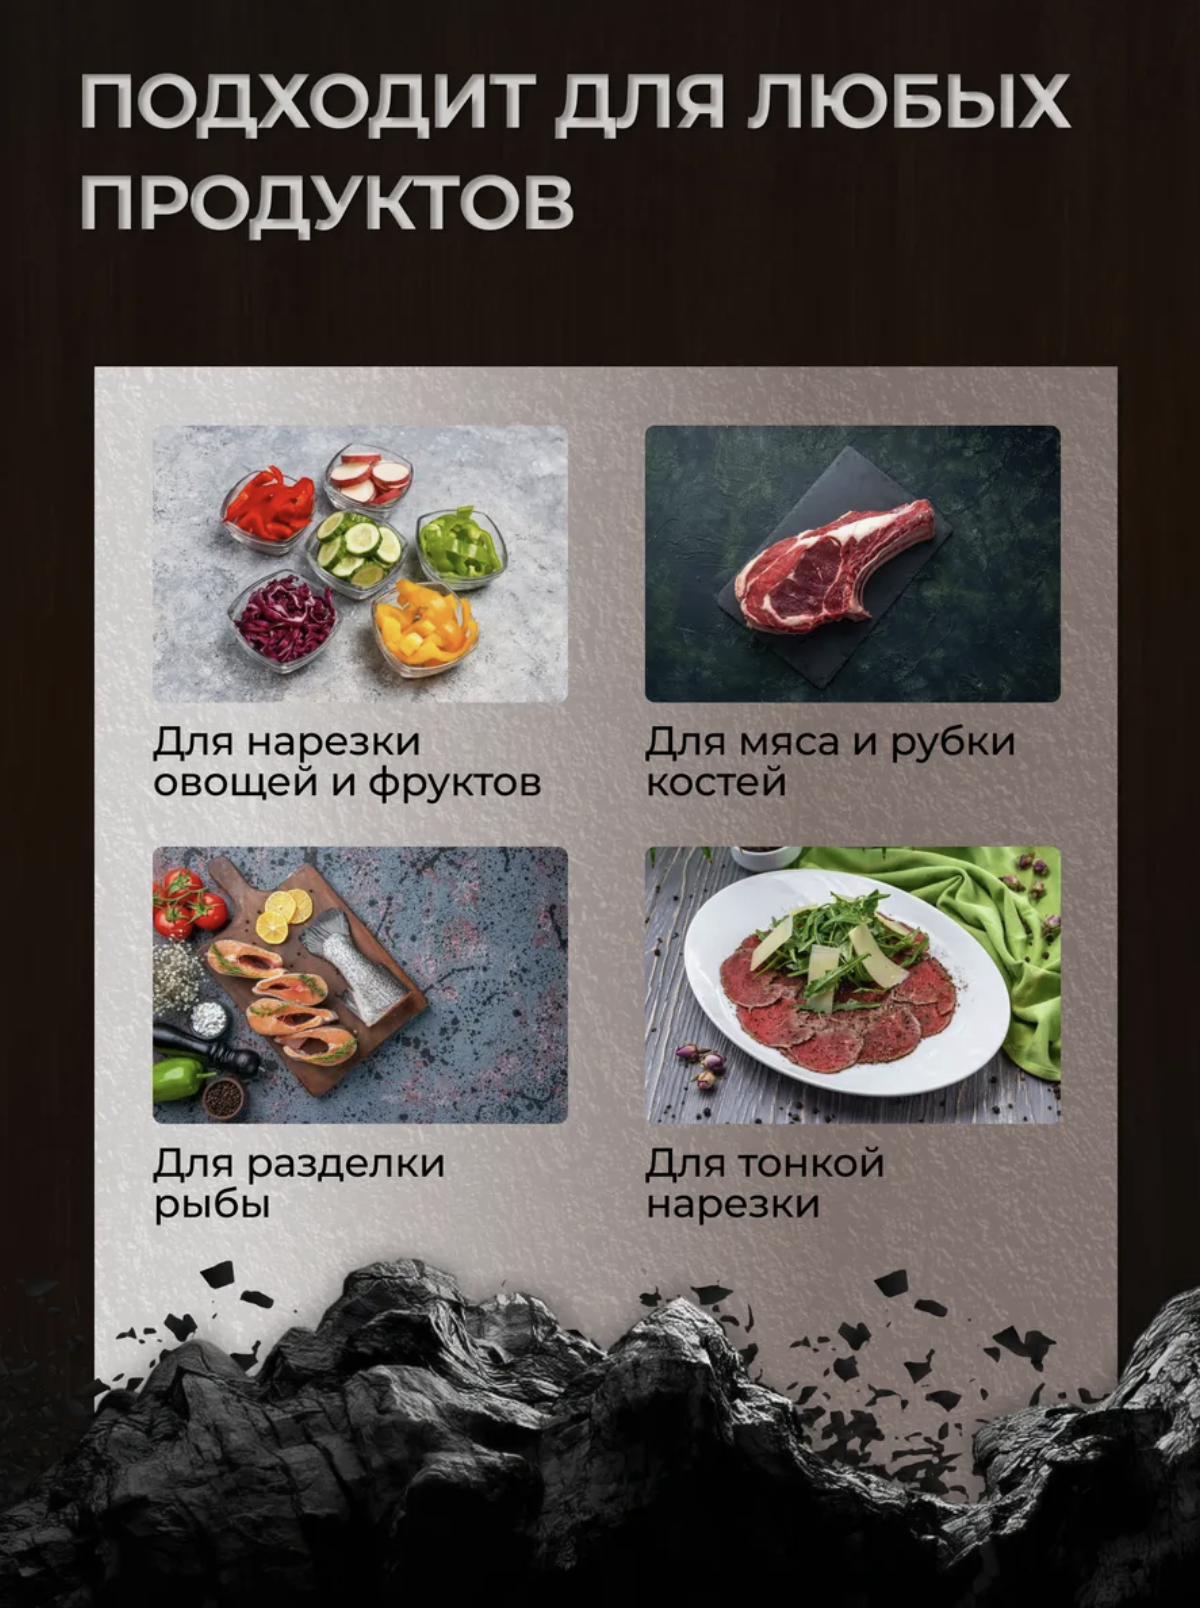 ПОДХОДИТ ДЛЯ ЛЮБЫХ
ПРОДУКТОВ
Для нарезки
овощей и фруктов
Для мяса и рубки
костей
Для разделки
рыбы
Для тонкой
нарезки